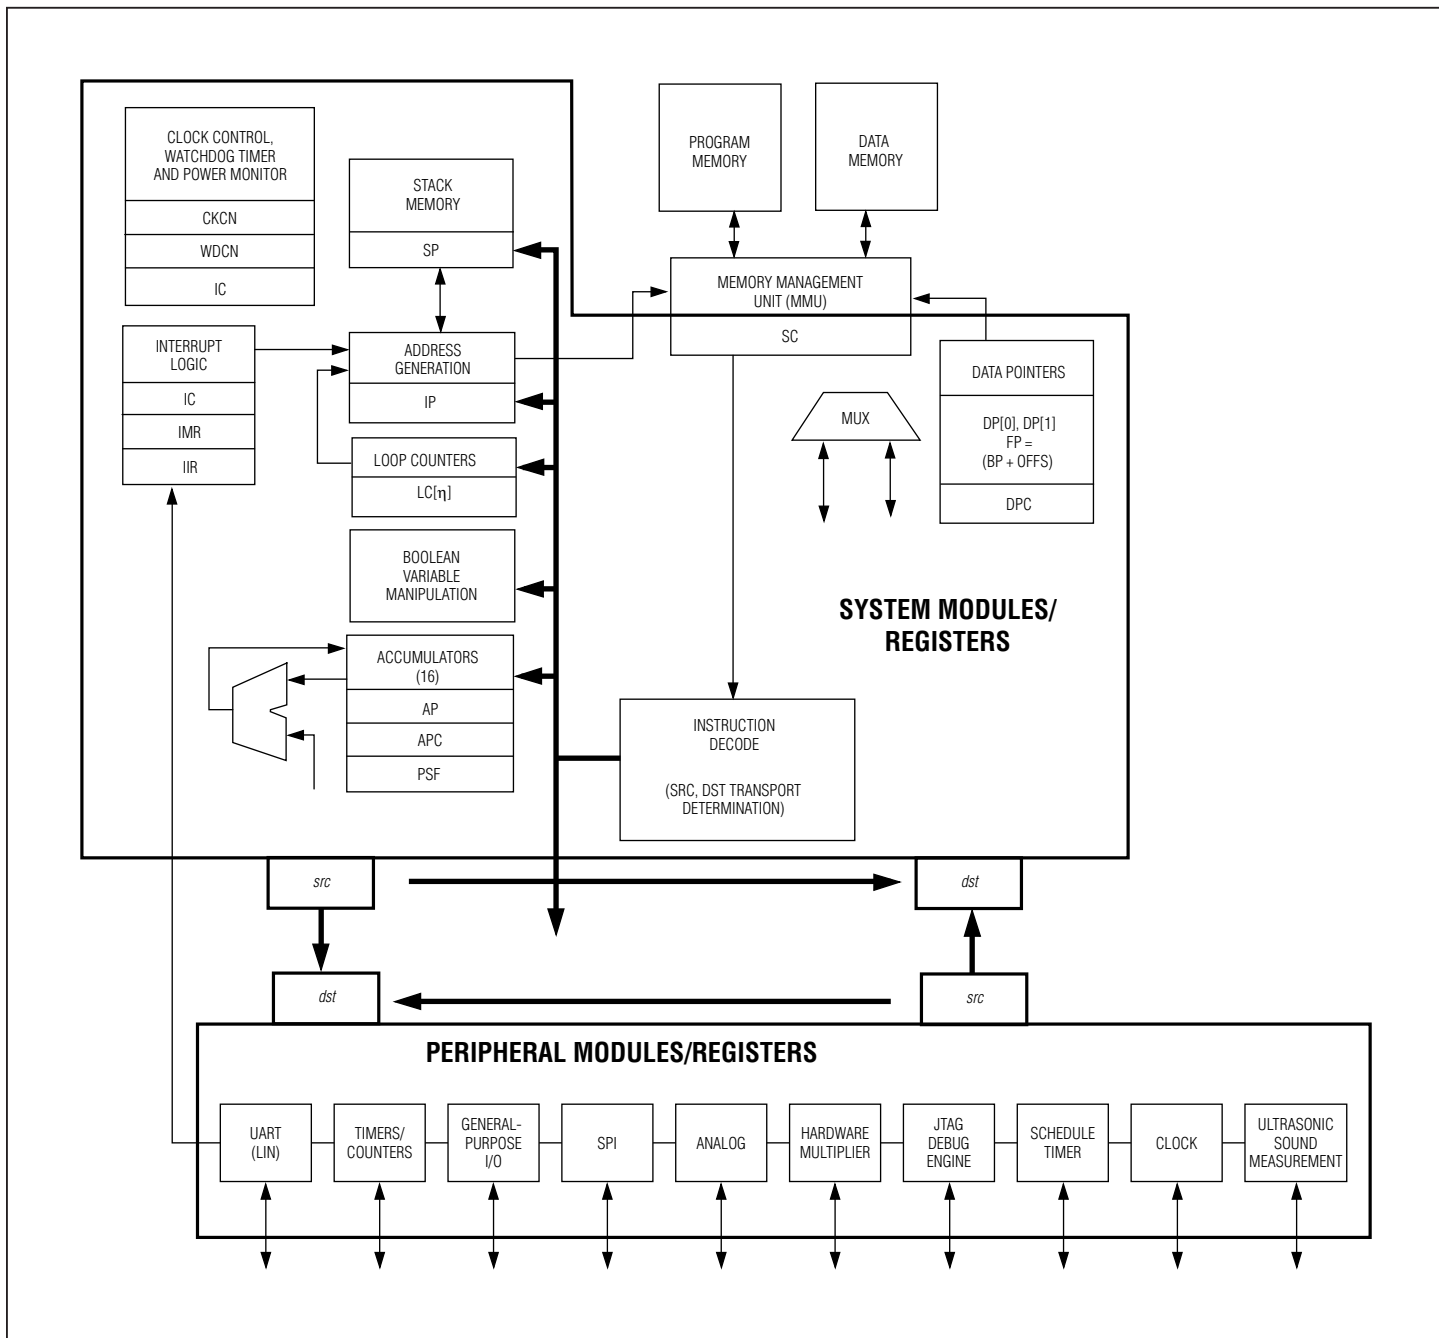 CLOCK CONTROL,
WATCHDOG TIMER
AND POWER MONITOR
CKCN
WDCN
IC
STACK
MEMORY
SP
PROGRAM
MEMORY
DATA
MEMORY
MEMORY MANAGEMENT
UNIT (MMU)
SC
INTERRUPT
LOGIC
IC
IMR
IIR
ADDRESS
GENERATION
IP
LOOP COUNTERS
LC[η]
MUX
DATA POINTERS
DP[0], DP[1]
FP =
(BP + OFFS)
DPC
BOOLEAN
VARIABLE
MANIPULATION
SYSTEM MODULES/
REGISTERS
ACCUMULATORS
(16)
AP
APC
PSF
INSTRUCTION
DECODE
(SRC, DST TRANSPORT
DETERMINATION)
src
dst
dst
src
PERIPHERAL MODULES/REGISTERS
UART
(LIN)
TIMERS/
COUNTERS
GENERAL-
PURPOSE
I/O
SPI
ANALOG
HARDWARE
MULTIPLIER
JTAG
DEBUG
ENGINE
SCHEDULE
TIMER
CLOCK
ULTRASONIC
SOUND
MEASUREMENT